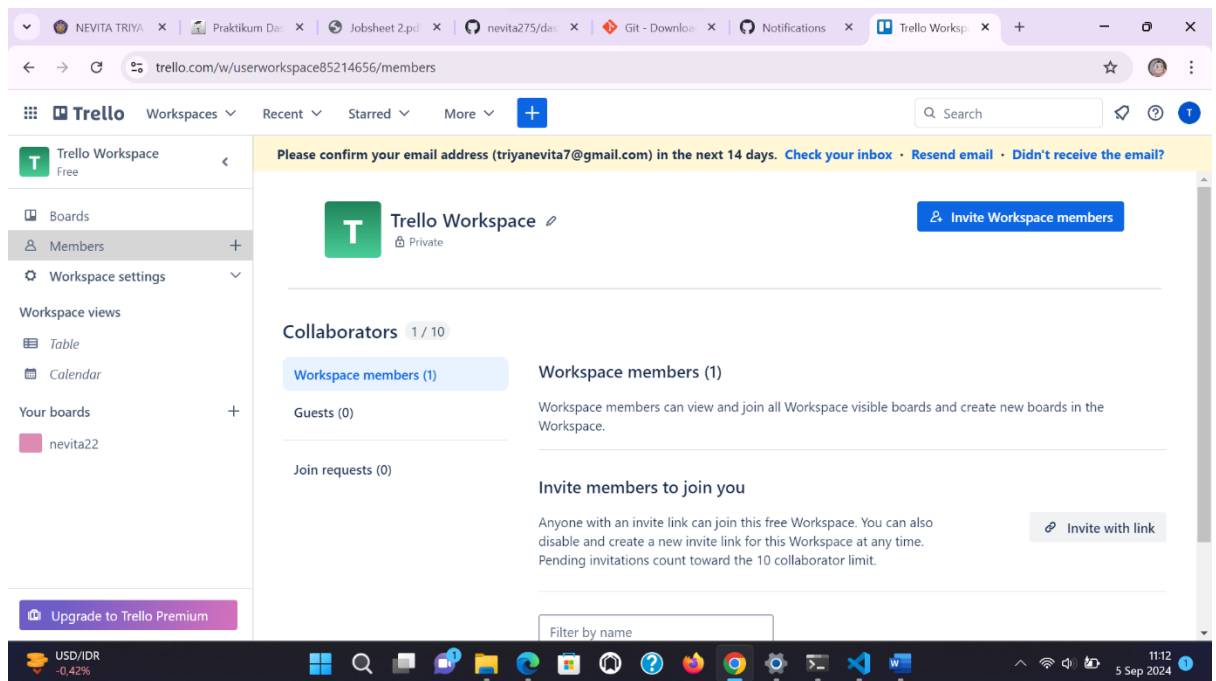 NEVITA TRIYA
Praktikum Das
Jobsheet 2.pd
nevita275/das
Git - Downloa
Notifications
Trello Worksp
trello.com/w/userworkspace85214656/members
Trello
Workspaces
Recent
Starred
More
Search
T
T
Trello Workspace
Free
Please confirm your email address (triyanevita7@gmail.com) in the next 14 days. Check your inbox · Resend email · Didn't receive the email?
Boards
Members
Workspace settings
Workspace views
Table
Calendar
Your boards
nevita22
Upgrade to Trello Premium
T
Trello Workspace
Private
Invite Workspace members
Collaborators 1 / 10
Workspace members (1)
Guests (0)
Join requests (0)
Workspace members (1)
Workspace members can view and join all Workspace visible boards and create new boards in the
Workspace.
Invite members to join you
Anyone with an invite link can join this free Workspace. You can also
disable and create a new invite link for this Workspace at any time.
Pending invitations count toward the 10 collaborator limit.
Invite with link
Filter by name
USD/IDR
-0,42%
1
11:12
5 Sep 2024
1